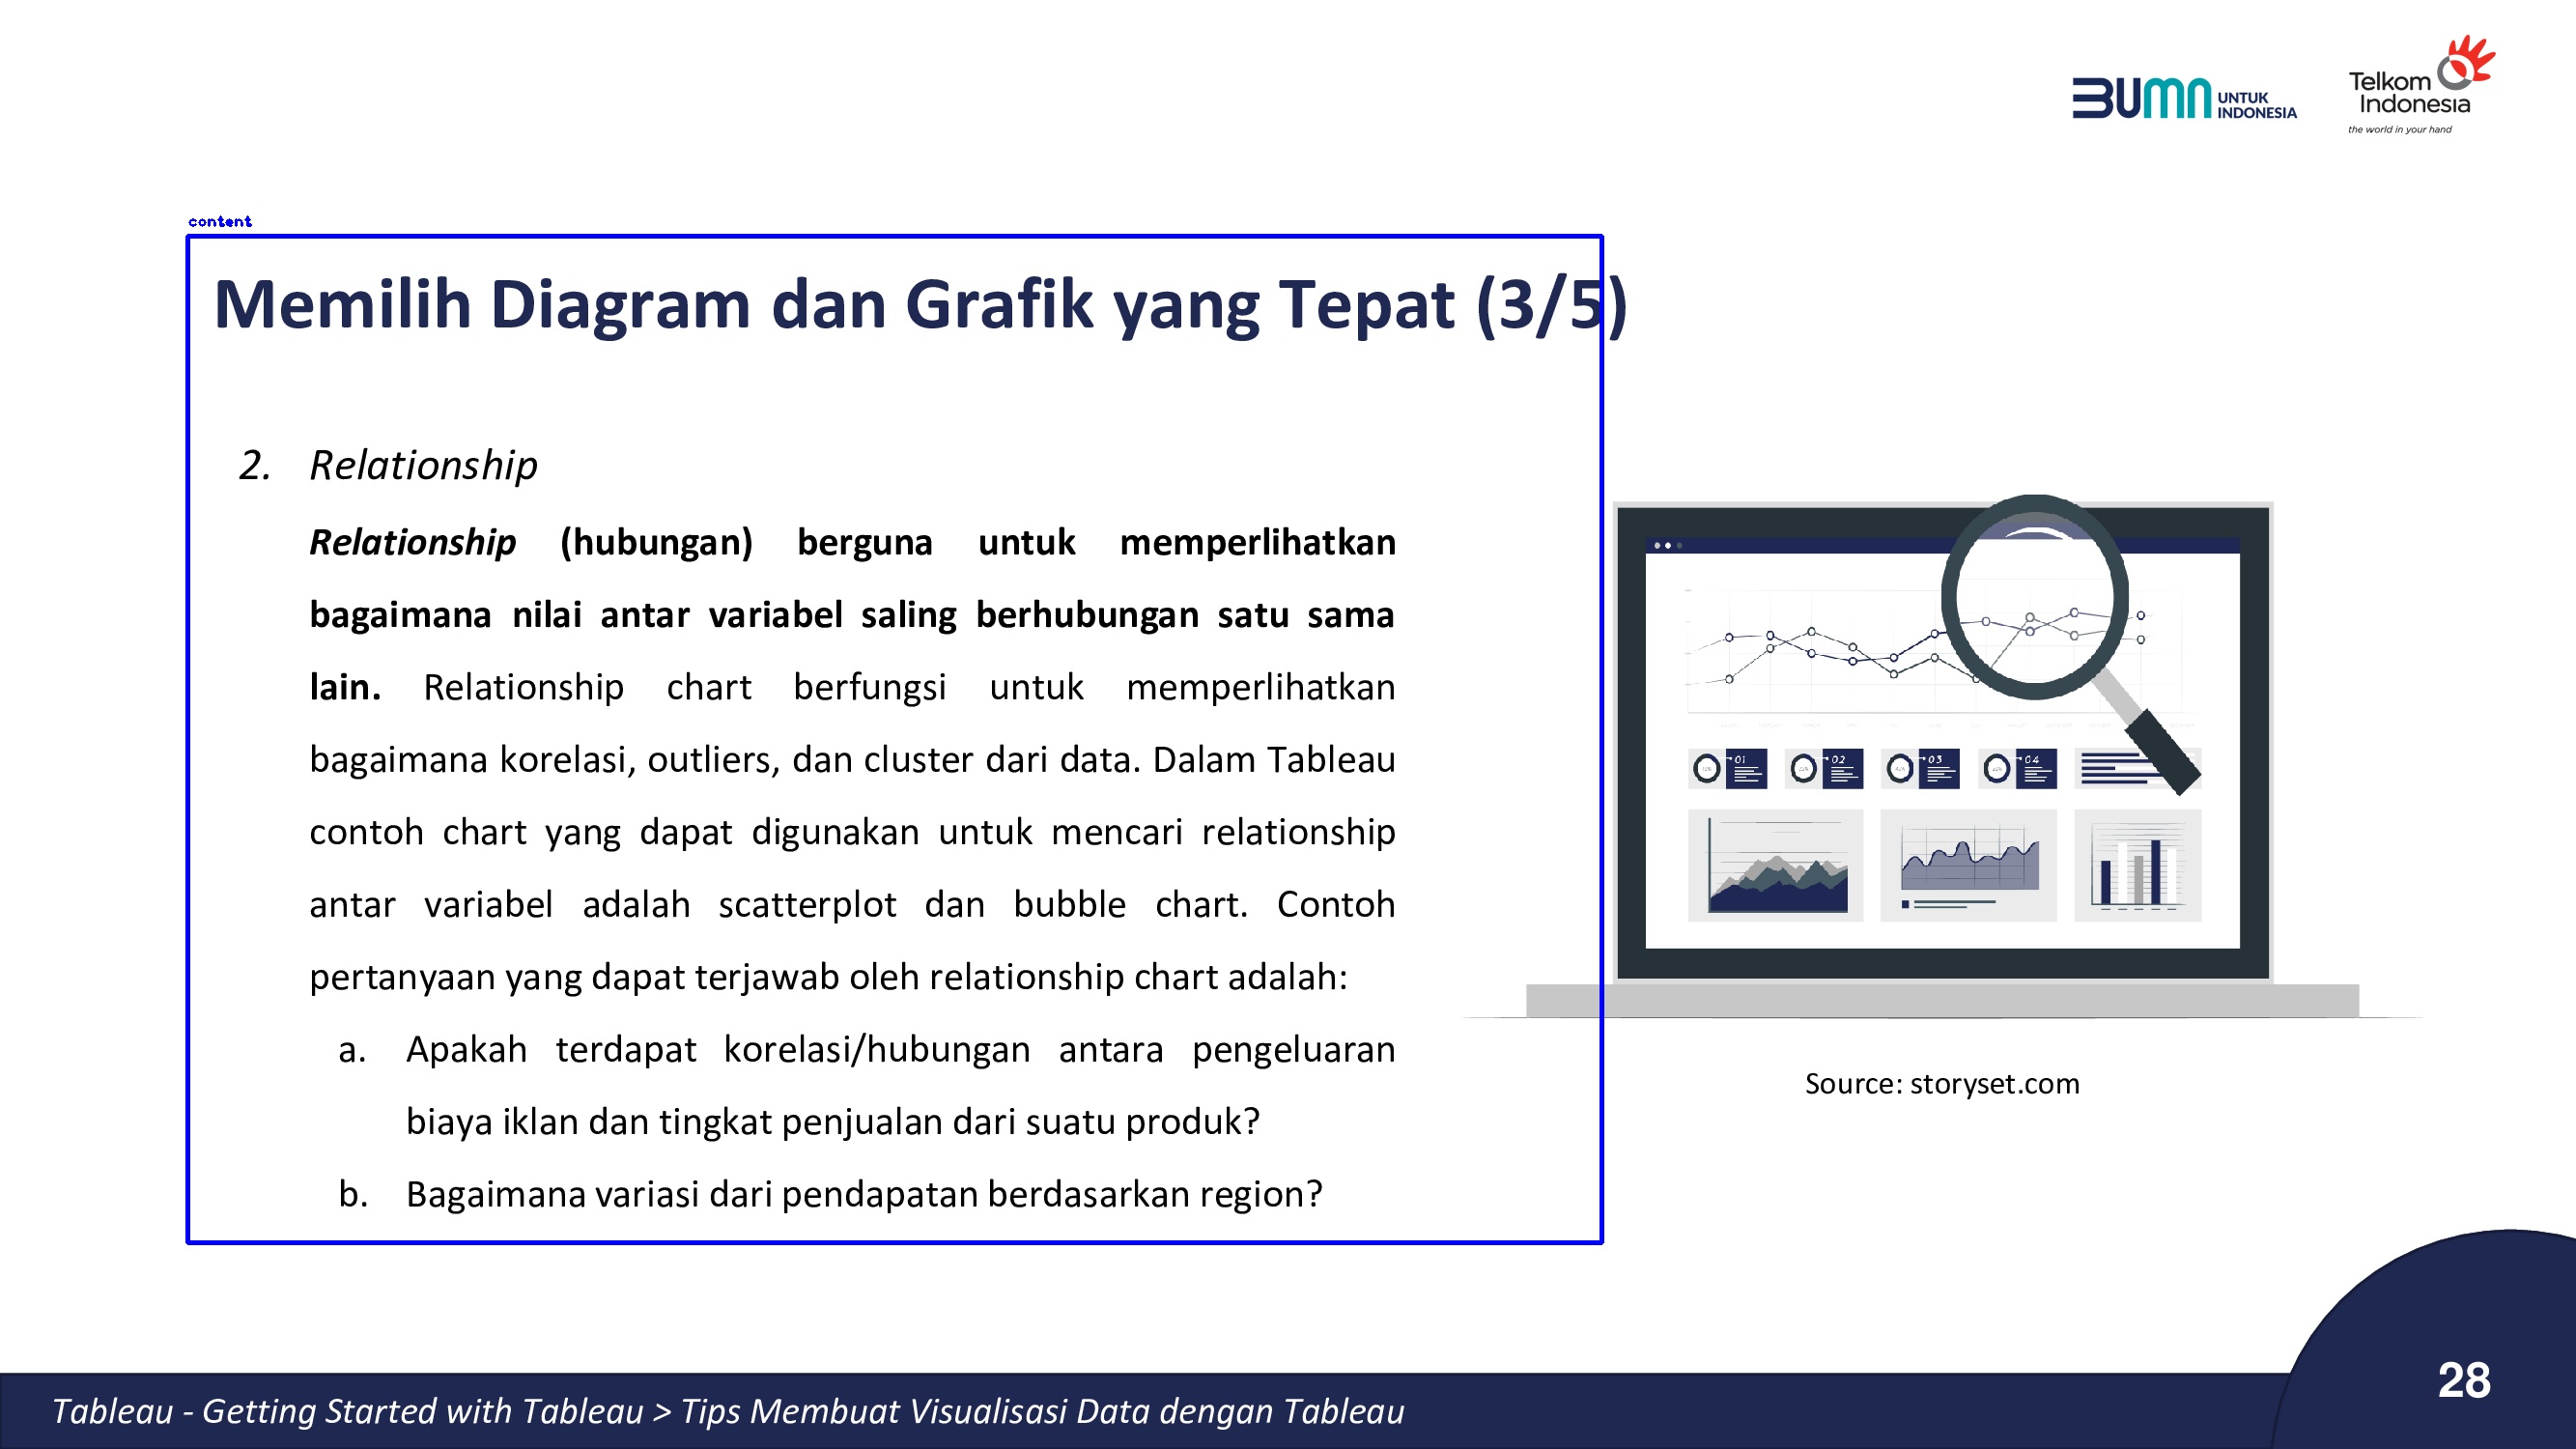 BUMN UNTUK INDONESIA
Telkom Indonesia
the world in your hand
content
Memilih Diagram dan Grafik yang Tepat (3/5)
2. Relationship
Relationship (hubungan) berguna untuk memperlihatkan
bagaimana nilai antar variabel saling berhubungan satu sama
lain. Relationship chart berfungsi untuk memperlihatkan
bagaimana korelasi, outliers, dan cluster dari data. Dalam Tableau
contoh chart yang dapat digunakan untuk mencari relationship
antar variabel adalah scatterplot dan bubble chart. Contoh
pertanyaan yang dapat terjawab oleh relationship chart adalah:
a. Apakah terdapat korelasi/hubungan antara pengeluaran
biaya iklan dan tingkat penjualan dari suatu produk?
b. Bagaimana variasi dari pendapatan berdasarkan region?
01
02
03
04
Source: storyset.com
Tableau - Getting Started with Tableau > Tips Membuat Visualisasi Data dengan Tableau
28